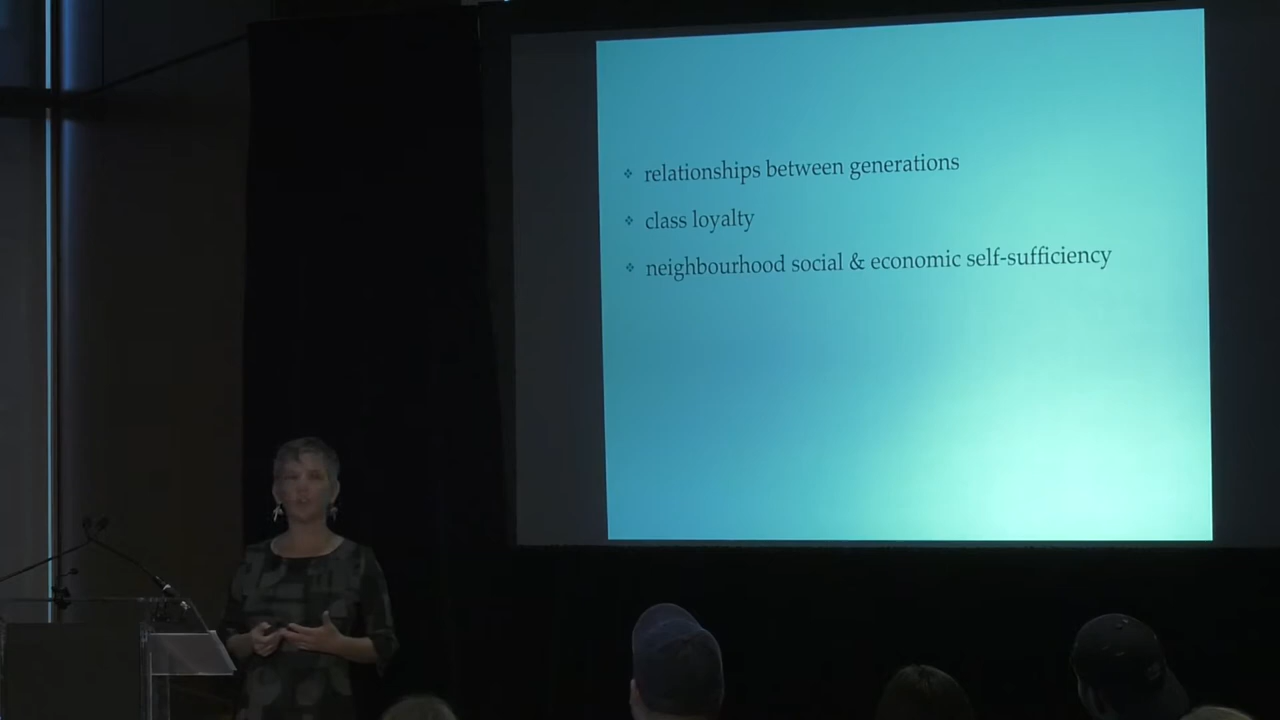 ❖ relationships between generations
❖ class loyalty
❖ neighbourhood social & economic self-sufficiency